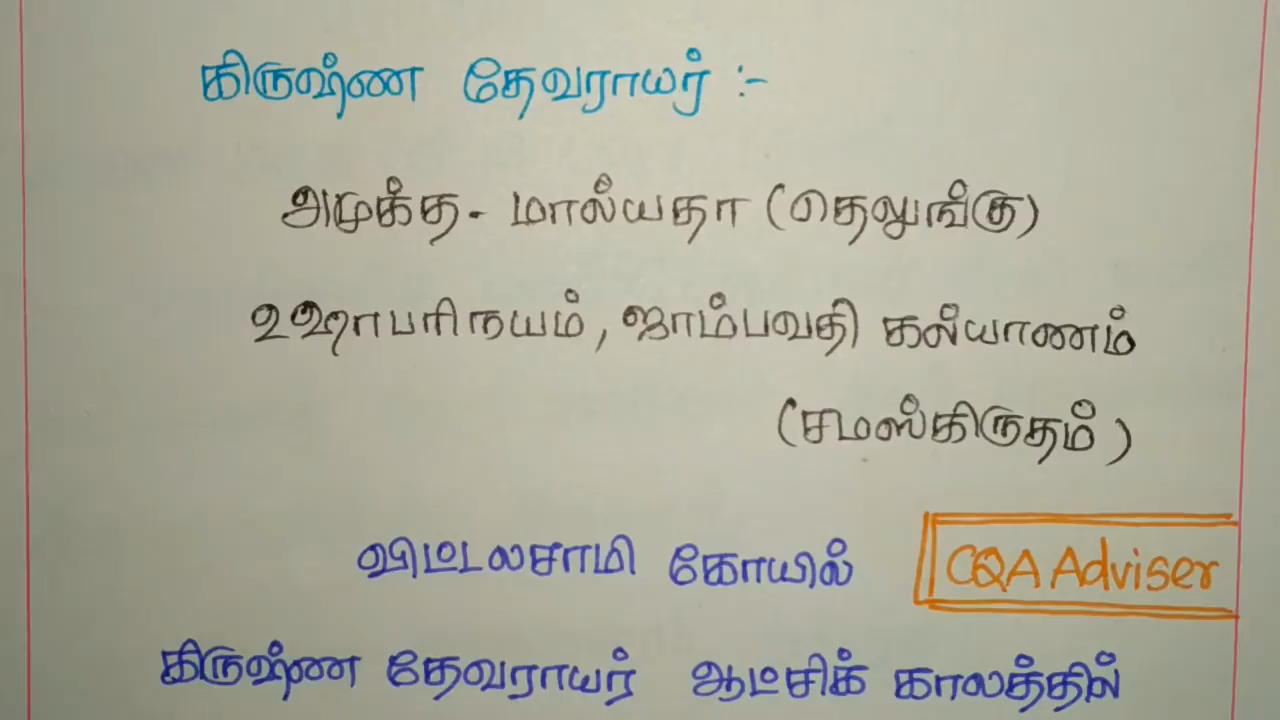 கிருஷ்ண தேவராயர் :-
அமுக்த - மால்யதா (தெலுங்கு)
உஷாபரிநயம், ஜாம்பவதி கல்யாணம்
(சமஸ்கிருதம்)
விட்டலசாமி கோயில்
CQA Adviser
கிருஷ்ண தேவராயர் ஆட்சிக் காலத்தில்